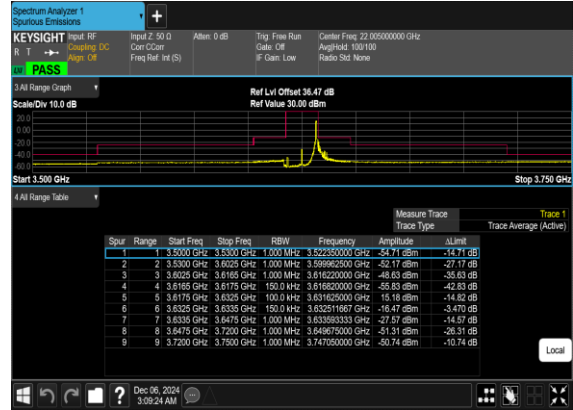 Spectrum Analyzer 1
Spurious Emissions
KEYSIGHT Input: RF Input Z: 50 Ω Atten: 0 dB Trig: Free Run Center Freq: 22.005000000 GHz
R T Coupling: DC Corr CCorr Gate: Off Avg|Hold: 100/100
Align: Off Freq Ref: Int (S) IF Gain: Low Radio Std: None
PASS
3 All Range Graph
Ref Lvl Offset 36.47 dB
Scale/Div 10.0 dB Ref Value 30.00 dBm
20.0
0.00
-20.0
-40.0
-60.0
Start 3.500 GHz Stop 3.750 GHz
4 All Range Table
Measure Trace Trace 1
Trace Type Trace Average (Active)
Spur Range Start Freq Stop Freq RBW Frequency Amplitude ΔLimit
1 1 3.5000 GHz 3.5300 GHz 1.000 MHz 3.522350000 GHz -54.71 dBm -14.71 dB
2 2 3.5300 GHz 3.6025 GHz 1.000 MHz 3.599962500 GHz -52.17 dBm -27.17 dB
3 3 3.6025 GHz 3.6165 GHz 1.000 MHz 3.616220000 GHz -48.63 dBm -35.63 dB
4 4 3.6165 GHz 3.6175 GHz 150.0 kHz 3.616820000 GHz -55.83 dBm -42.83 dB
5 5 3.6175 GHz 3.6325 GHz 100.0 kHz 3.631625000 GHz 15.18 dBm -14.82 dB
6 6 3.6325 GHz 3.6335 GHz 150.0 kHz 3.632511667 GHz -16.47 dBm -3.470 dB
7 7 3.6335 GHz 3.6475 GHz 1.000 MHz 3.633593333 GHz -27.57 dBm -14.57 dB
8 8 3.6475 GHz 3.7200 GHz 1.000 MHz 3.649675000 GHz -51.31 dBm -26.31 dB
9 9 3.7200 GHz 3.7500 GHz 1.000 MHz 3.747050000 GHz -50.74 dBm -10.74 dB
Local
Dec 06, 2024
3:09:24 AM